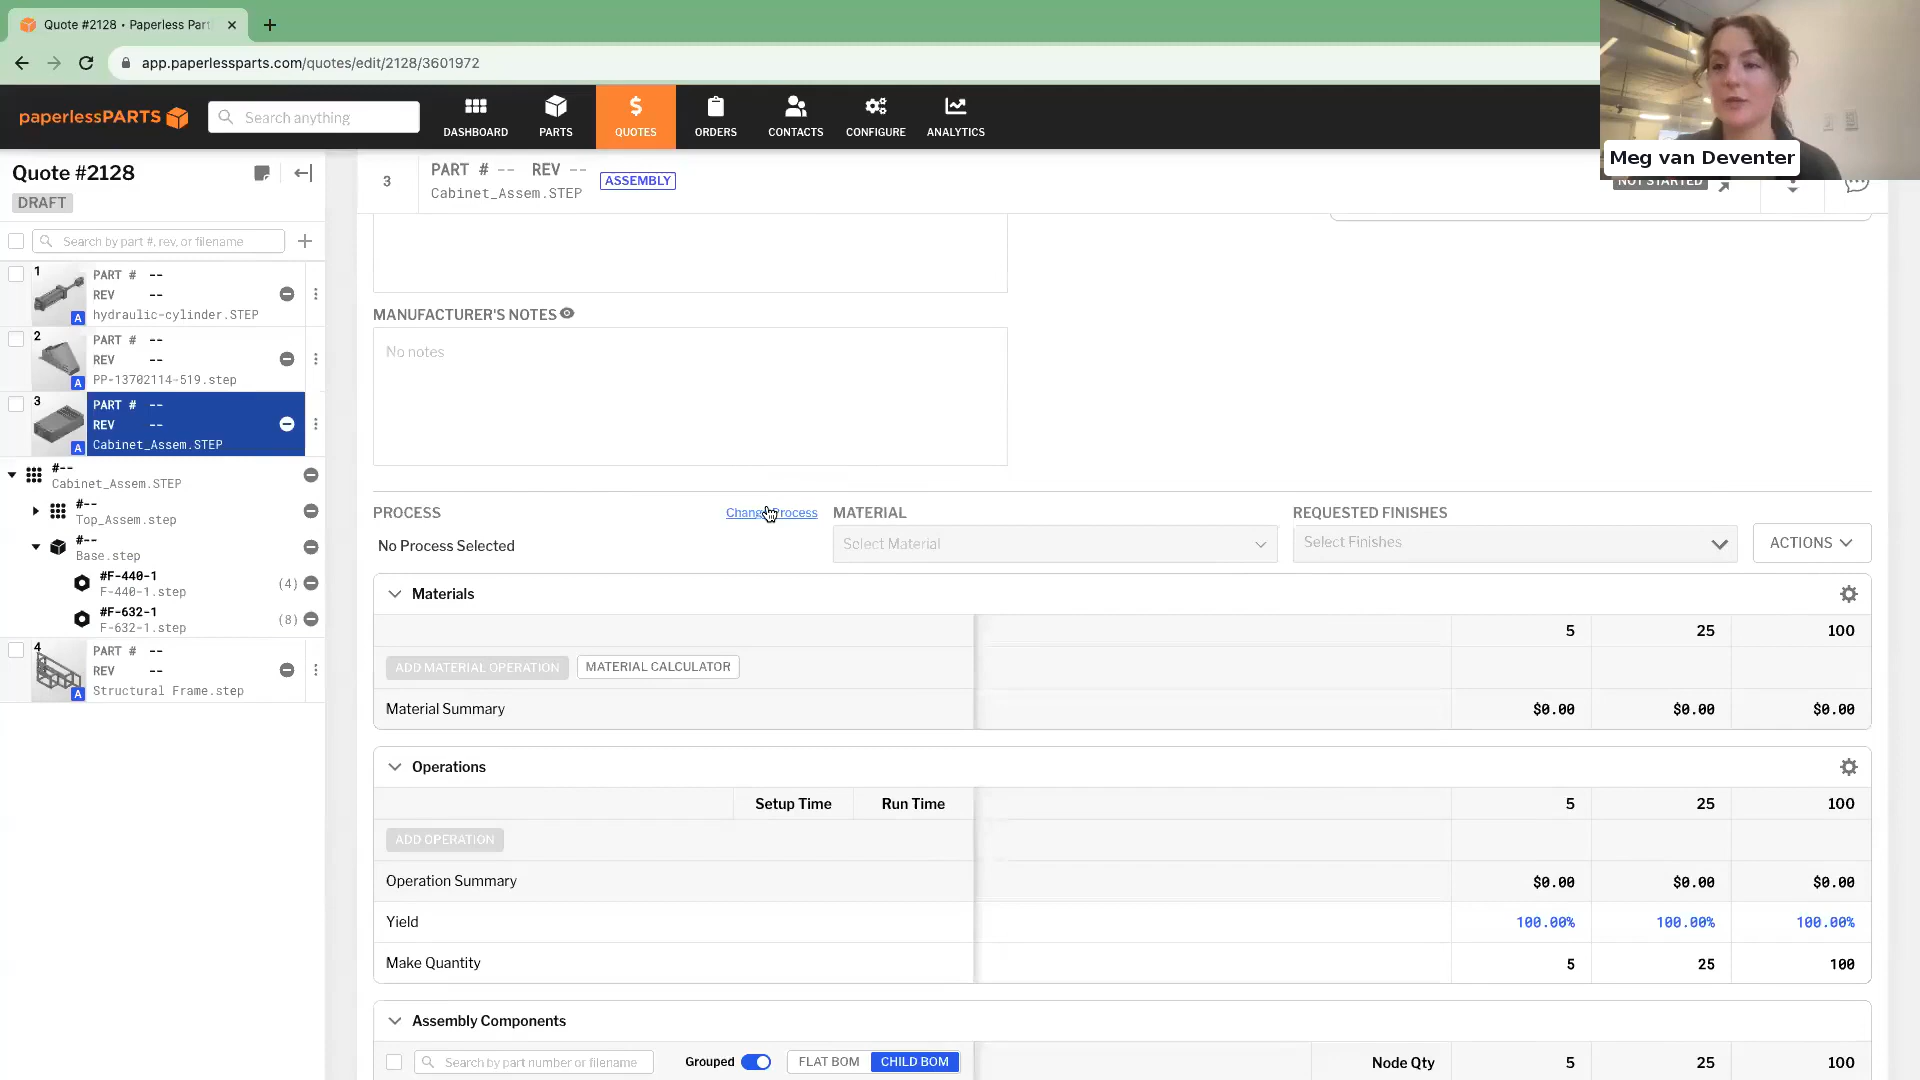 Quote #2128 • Paperless Part
app.paperlessparts.com/quotes/edit/2128/3601972
paperlessPARTS
Search anything
DASHBOARD
PARTS
QUOTES
ORDERS
CONTACTS
CONFIGURE
ANALYTICS
Meg van Deventer
Quote #2128
DRAFT
Search by part #, rev, or filename
1
PART # --
REV --
hydraulic-cylinder.STEP
A
2
PART # --
REV --
PP-13702114-519.step
A
3
PART # --
REV --
Cabinet_Assem.STEP
A
#--
Cabinet_Assem.STEP
#--
Top_Assem.step
#--
Base.step
#F-440-1
F-440-1.step
(4)
#F-632-1
F-632-1.step
(8)
4
PART # --
REV --
Structural Frame.step
A
3
PART # -- REV --
Cabinet_Assem.STEP
ASSEMBLY
NOT STARTED
MANUFACTURER'S NOTES
No notes
PROCESS
Change Process
No Process Selected
MATERIAL
Select Material
REQUESTED FINISHES
Select Finishes
ACTIONS
Materials
5 25 100
ADD MATERIAL OPERATION
MATERIAL CALCULATOR
Material Summary $0.00 $0.00 $0.00
Operations
Setup Time Run Time 5 25 100
ADD OPERATION
Operation Summary $0.00 $0.00 $0.00
Yield 100.00% 100.00% 100.00%
Make Quantity 5 25 100
Assembly Components
Search by part number or filename Grouped FLAT BOM CHILD BOM Node Qty 5 25 100